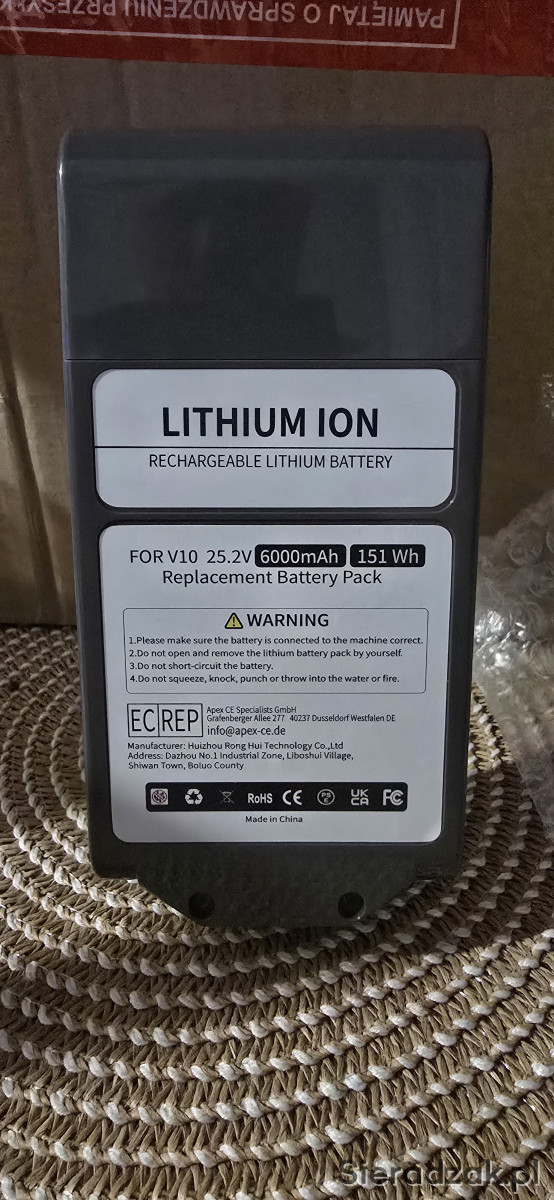 PAMIĘTAJ O SPRAWDZENIU PRZESYŁK
LITHIUM ION
RECHARGEABLE LITHIUM BATTERY
FOR V10 25.2V 6000mAh 151 Wh
Replacement Battery Pack
WARNING
1.Please make sure the battery is connected to the machine correct.
2.Do not open and remove the lithium battery pack by yourself.
3.Do not short-circuit the battery.
4.Do not squeeze, knock, punch or throw into the water or fire.
EC REP
Apex CE Specialists GmbH
Grafenberger Allee 277 40237 Dusseldorf Westfalen DE
info@apex-ce.de
Manufacturer: Huizhou Rong Hui Technology Co.,Ltd
Address: Dazhou No.1 Industrial Zone, Liboshui Village,
Shiwan Town, Boluo County
RoHS CE PSE UKCA FC
Made in China
Sieradzak.pl